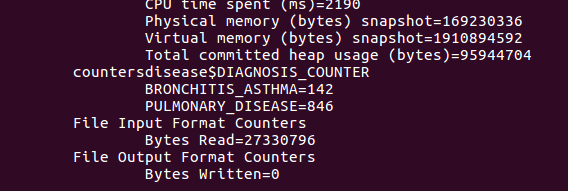 CPU time spent (ms)=2190
Physical memory (bytes) snapshot=169230336
Virtual memory (bytes) snapshot=1910894592
Total committed heap usage (bytes)=95944704
countersdisease$DIAGNOSIS_COUNTER
BRONCHITIS_ASTHMA=142
PULMONARY_DISEASE=846
File Input Format Counters
Bytes Read=27330796
File Output Format Counters
Bytes Written=0